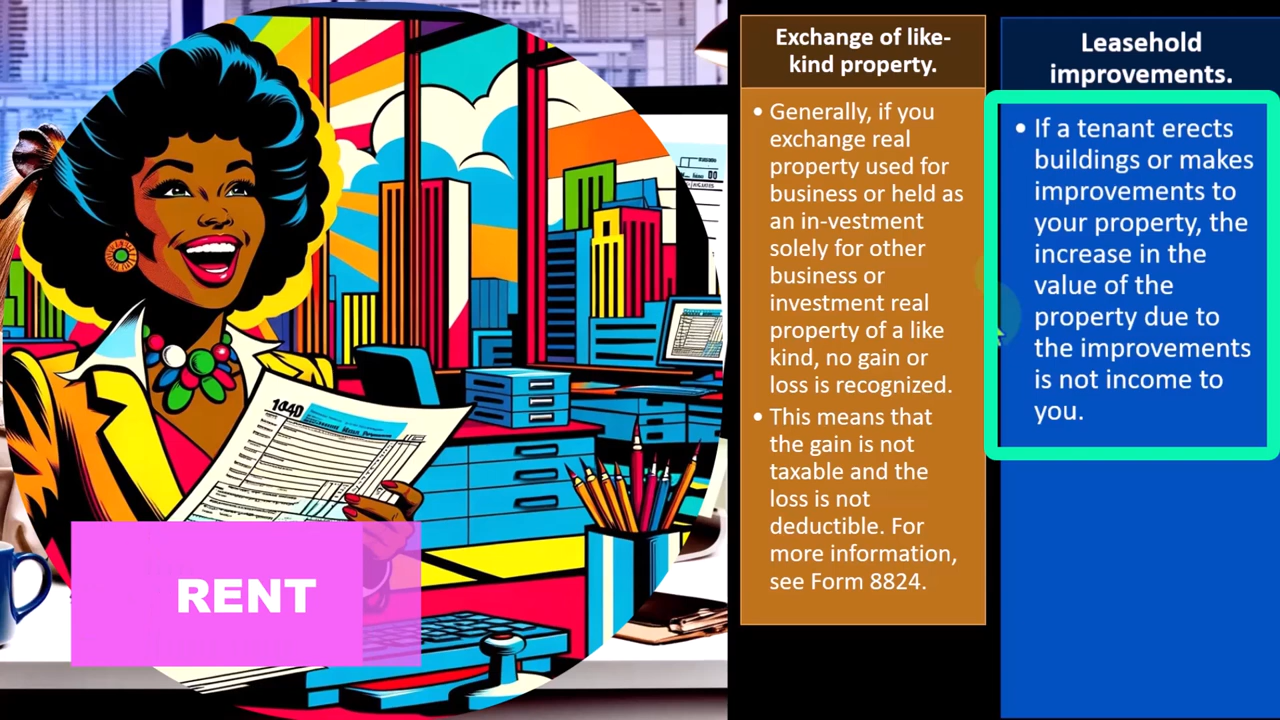 Exchange of like-
kind property.
• Generally, if you
exchange real
property used for
business or held as
an in-vestment
solely for other
business or
investment real
property of a like
kind, no gain or
loss is recognized.
• This means that
the gain is not
taxable and the
loss is not
deductible. For
more information,
see Form 8824.
Leasehold
improvements.
• If a tenant erects
buildings or makes
improvements to
your property, the
increase in the
value of the
property due to
the improvements
is not income to
you.
1040
RENT